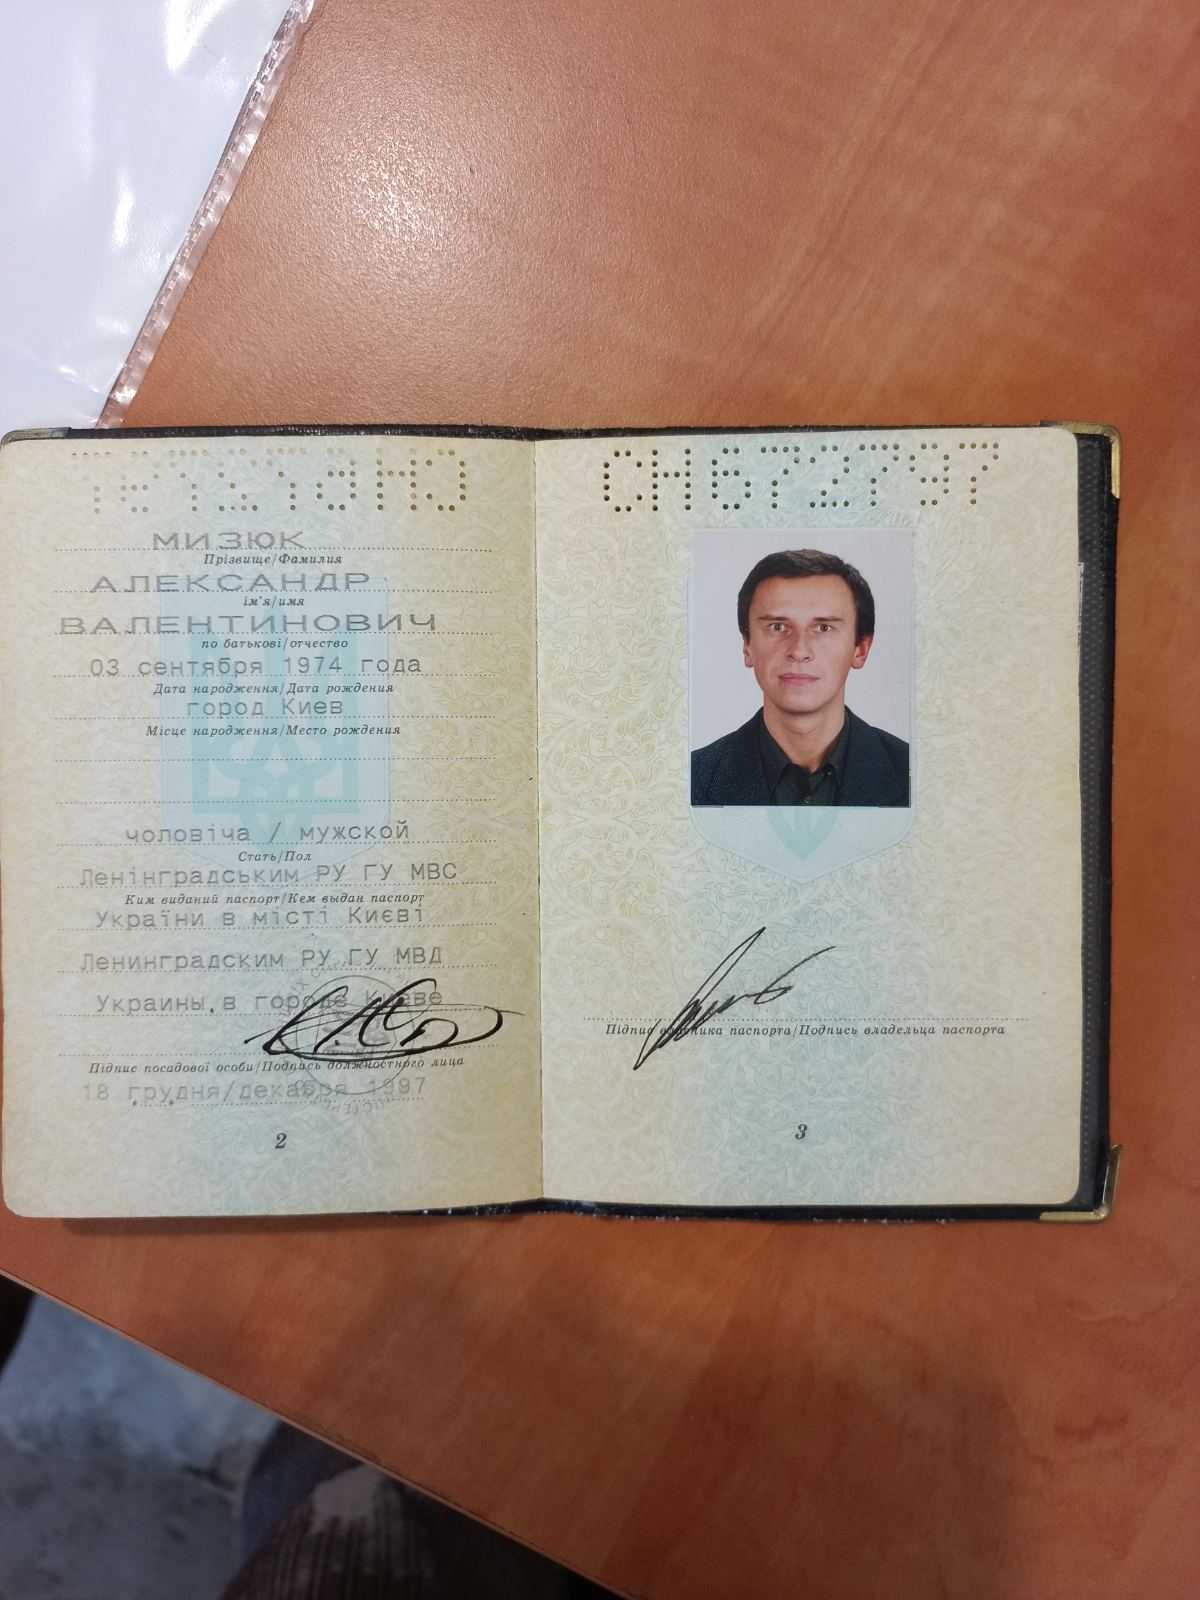 СН672797
МИЗЮК
Прізвище/Фамилия
АЛЕКСАНДР
ім'я/имя
ВАЛЕНТИНОВИЧ
по батькові/отчество
03 сентября 1974 года
Дата народження/Дата рождения
город Киев
Місце народження/Место рождения
чоловіча / мужской
Стать/Пол
Ленінградським РУ ГУ МВС
Ким виданий паспорт/Кем выдан паспорт
України в місті Києві
Ленинградским РУ ГУ МВД
Украины в городе Киеве
Підпис посадової особи/Подпись должностного лица
18 грудня/декабря 1997
2
Підпис власника паспорта/Подпись владельца паспорта
3